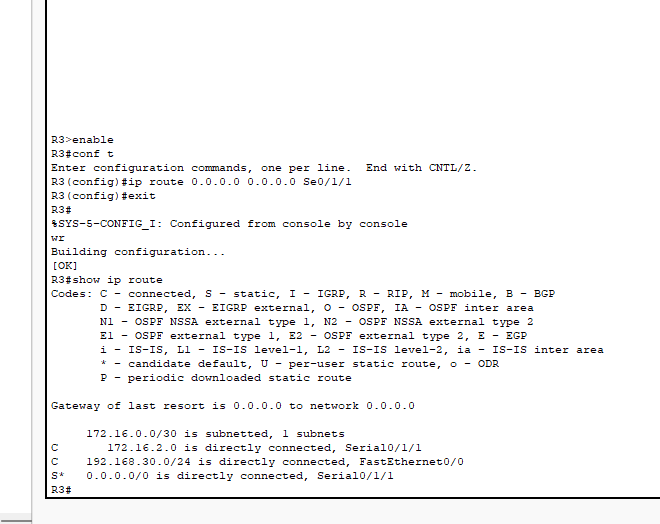 R3>enable
R3#conf t
Enter configuration commands, one per line.  End with CNTL/Z.
R3(config)#ip route 0.0.0.0 0.0.0.0 Se0/1/1
R3(config)#exit
R3#
%SYS-5-CONFIG_I: Configured from console by console
wr
Building configuration...
[OK]
R3#show ip route
Codes: C - connected, S - static, I - IGRP, R - RIP, M - mobile, B - BGP
       D - EIGRP, EX - EIGRP external, O - OSPF, IA - OSPF inter area
       N1 - OSPF NSSA external type 1, N2 - OSPF NSSA external type 2
       E1 - OSPF external type 1, E2 - OSPF external type 2, E - EGP
       i - IS-IS, L1 - IS-IS level-1, L2 - IS-IS level-2, ia - IS-IS inter area
       * - candidate default, U - per-user static route, o - ODR
       P - periodic downloaded static route

Gateway of last resort is 0.0.0.0 to network 0.0.0.0

     172.16.0.0/30 is subnetted, 1 subnets
C       172.16.2.0 is directly connected, Serial0/1/1
C    192.168.30.0/24 is directly connected, FastEthernet0/0
S*   0.0.0.0/0 is directly connected, Serial0/1/1
R3#